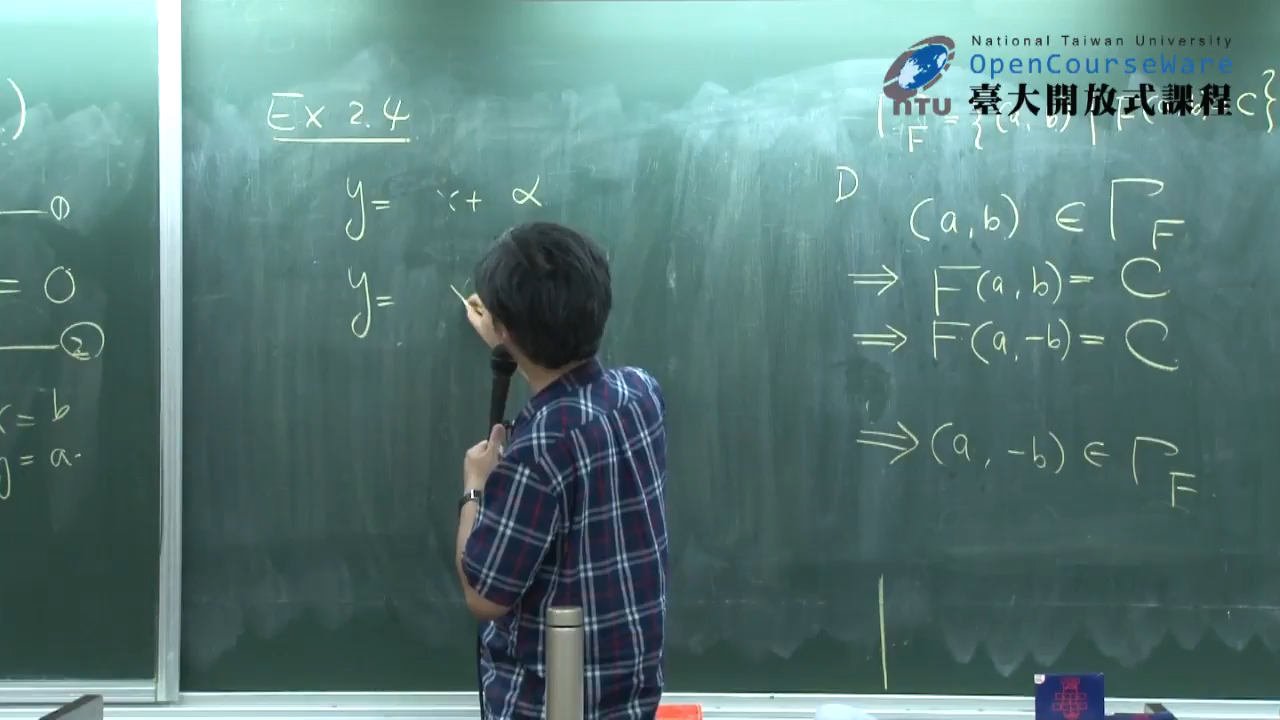 National Taiwan University
OpenCourseWare
NTU 臺大開放式課程
)
①
= 0
②
x = b
y = a.
Ex 2.4
y = x + α
y =
Γ_F = {(a, b) | F(a, b) = C}
D
(a, b) ∈ Γ_F
⇒ F(a, b) = C
⇒ F(a, -b) = C
⇒ (a, -b) ∈ Γ_F